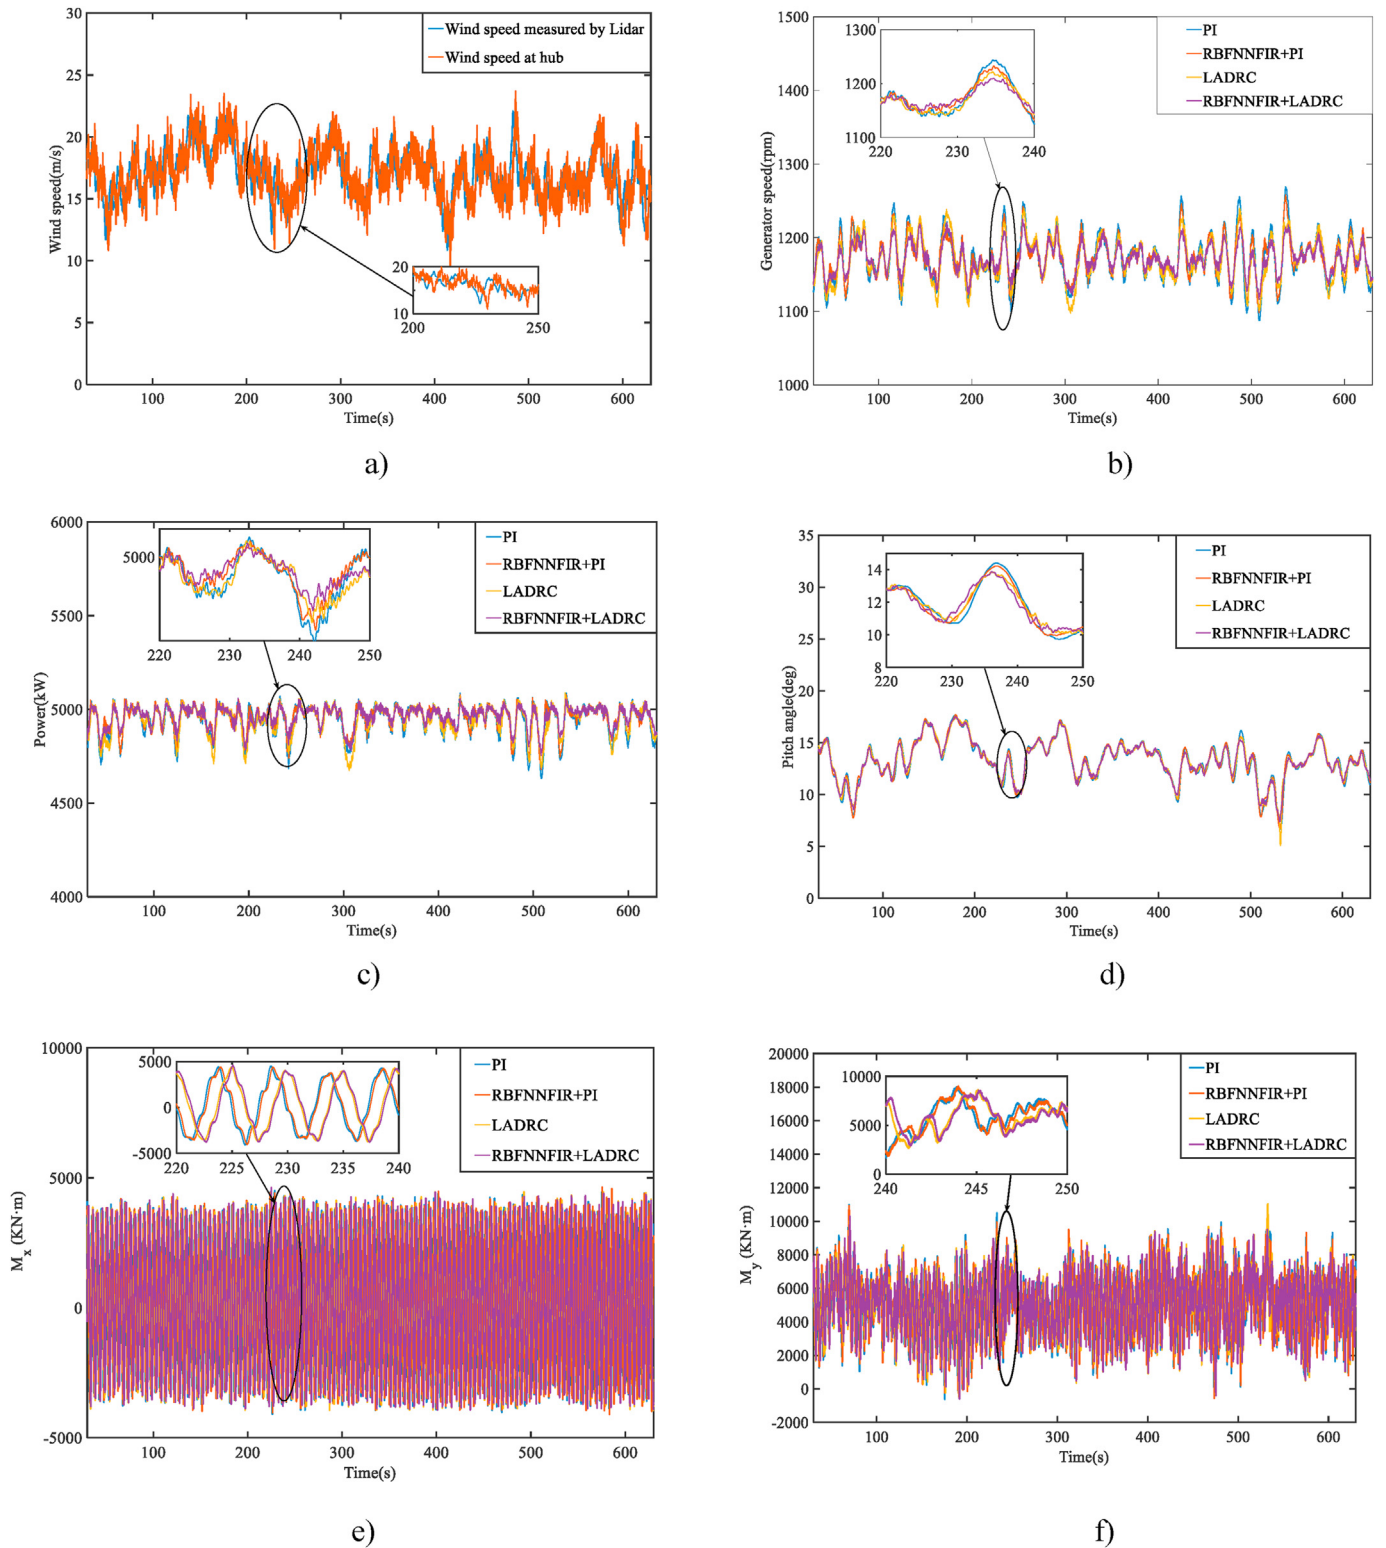 30
25
20
15
10
5
0
Wind speed(m/s)
Wind speed measured by Lidar
Wind speed at hub
20
10
200
250
100
200
300
400
500
600
Time(s)
a)
1500
1400
1300
1200
1100
1000
Generator speed(rpm)
PI
RBFNNFIR+PI
LADRC
RBFNNFIR+LADRC
1300
1200
1100
220
230
240
100
200
300
400
500
600
Time(s)
b)
6000
5500
5000
4500
4000
Power(kW)
PI
RBFNNFIR+PI
LADRC
RBFNNFIR+LADRC
5000
220
230
240
250
100
200
300
400
500
600
Time(s)
c)
35
30
25
20
15
10
5
0
Pitch angle(deg)
PI
RBFNNFIR+PI
LADRC
RBFNNFIR+LADRC
14
12
10
8
220
230
240
250
100
200
300
400
500
600
Time(s)
d)
10000
5000
0
-5000
Mx (KN·m)
PI
RBFNNFIR+PI
LADRC
RBFNNFIR+LADRC
5000
0
-5000
220
225
230
235
240
100
200
300
400
500
600
Time(s)
e)
20000
18000
16000
14000
12000
10000
8000
6000
4000
2000
0
-2000
My (KN·m)
PI
RBFNNFIR+PI
LADRC
RBFNNFIR+LADRC
10000
5000
0
240
245
250
100
200
300
400
500
600
Time(s)
f)